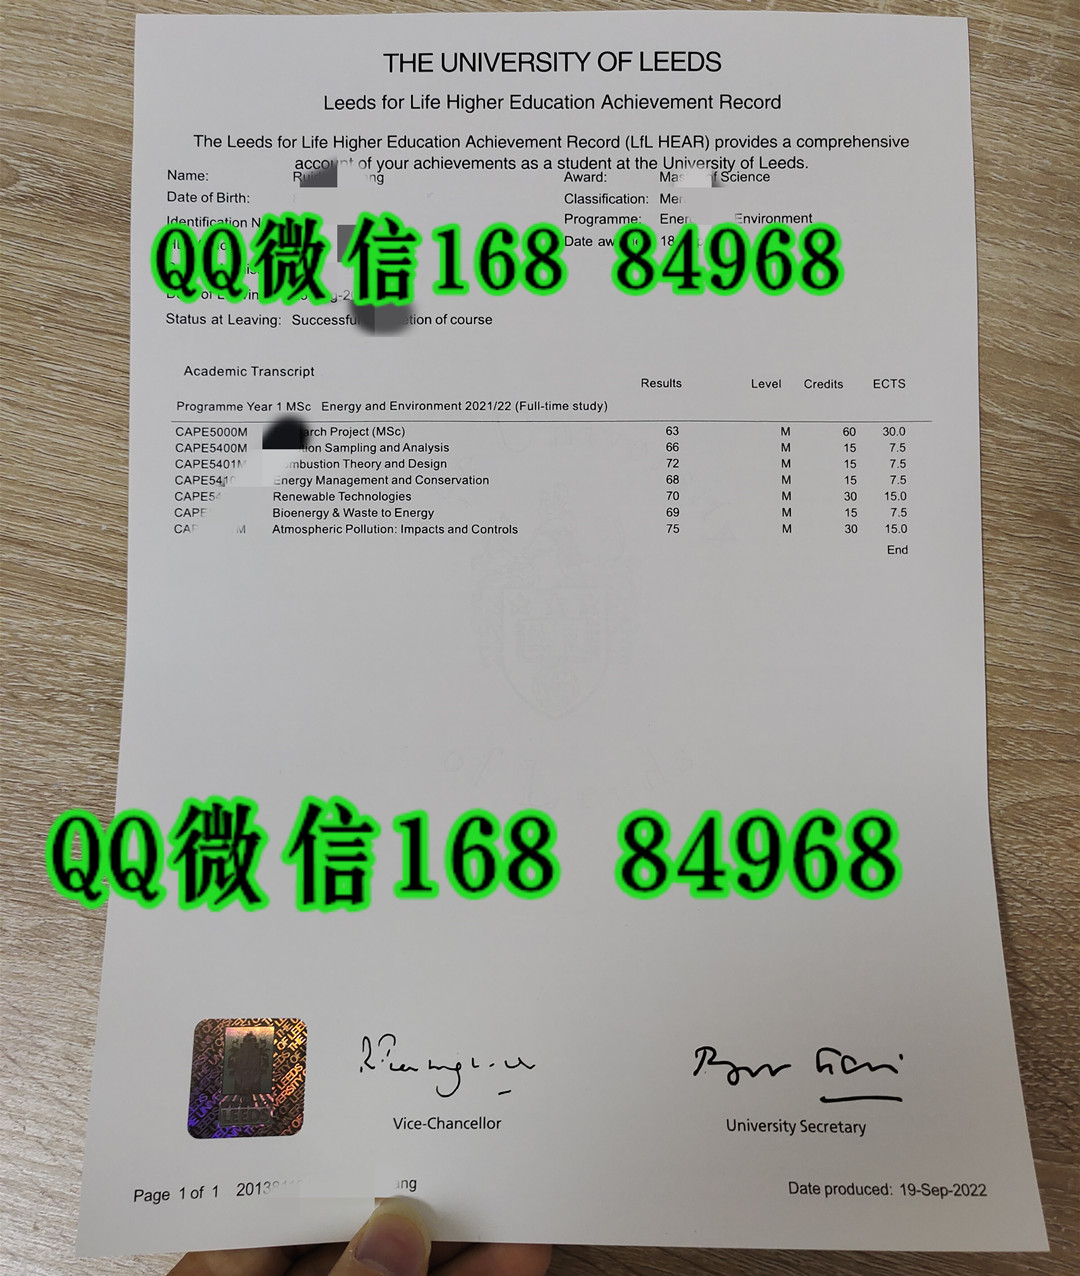 THE UNIVERSITY OF LEEDS
Leeds for Life Higher Education Achievement Record
The Leeds for Life Higher Education Achievement Record (LfL HEAR) provides a comprehensive
account of your achievements as a student at the University of Leeds.
Name: ang Award: of Science
Date of Birth: Classification:
Identification Programme: Environment
Date
QQ微信168 84968
Status at Leaving: of course
Academic Transcript
Results Level Credits ECTS
Programme Year 1 MSc Energy and Environment 2021/22 (Full-time study)
CAPE5000M Project (MSc) 63 M 60 30.0
CAPE5400M Sampling and Analysis 66 M 15 7.5
CAPE5401M Combustion Theory and Design 72 M 15 7.5
Energy Management and Conservation 68 M 15 7.5
Renewable Technologies 70 M 30 15.0
Bioenergy & Waste to Energy 69 M 15 7.5
M Atmospheric Pollution: Impacts and Controls 75 M 30 15.0
End
QQ微信168 84968
LEEDS
Vice-Chancellor University Secretary
Page 1 of 1 ang Date produced: 19-Sep-2022